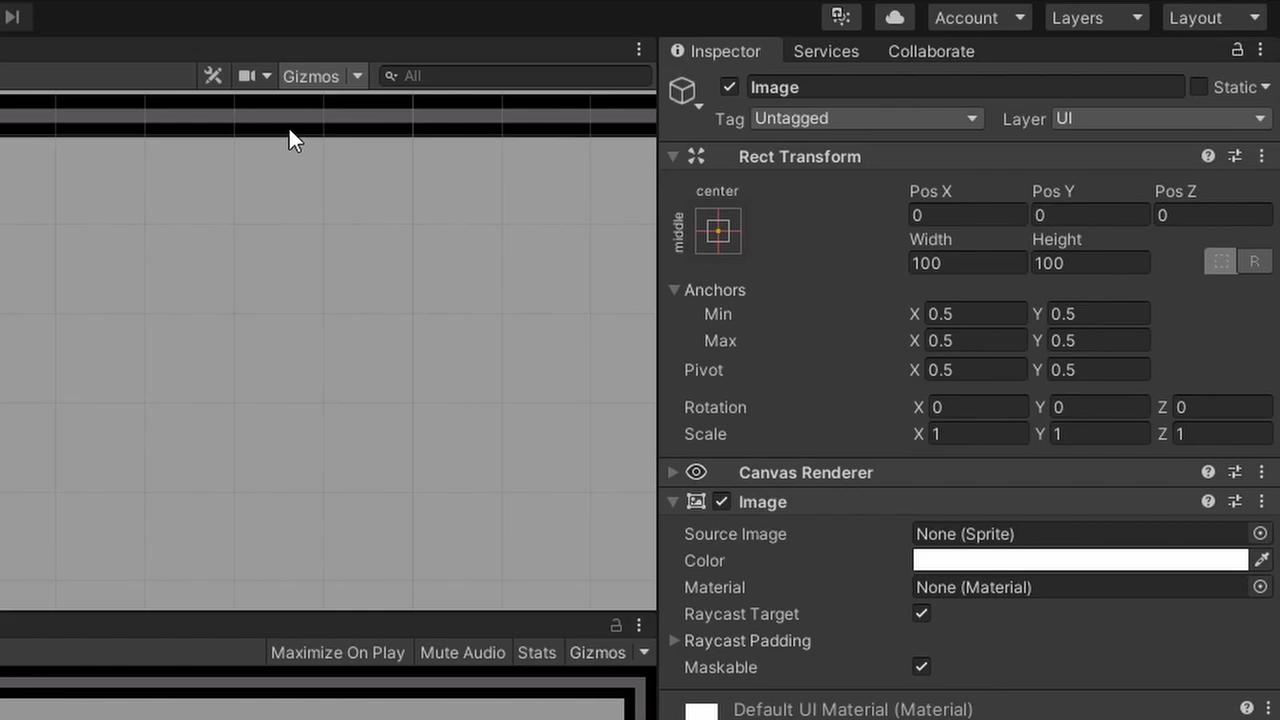 Account Layers Layout
Inspector Services Collaborate
Gizmos All
Image Static
Tag Untagged Layer UI
Rect Transform
center Pos X Pos Y Pos Z
middle 0 0 0
Width Height
100 100 R
Anchors
Min X 0.5 Y 0.5
Max X 0.5 Y 0.5
Pivot X 0.5 Y 0.5
Rotation X 0 Y 0 Z 0
Scale X 1 Y 1 Z 1
Canvas Renderer
Image
Source Image None (Sprite)
Color
Material None (Material)
Raycast Target
Raycast Padding
Maskable
Maximize On Play Mute Audio Stats Gizmos
Default UI Material (Material)